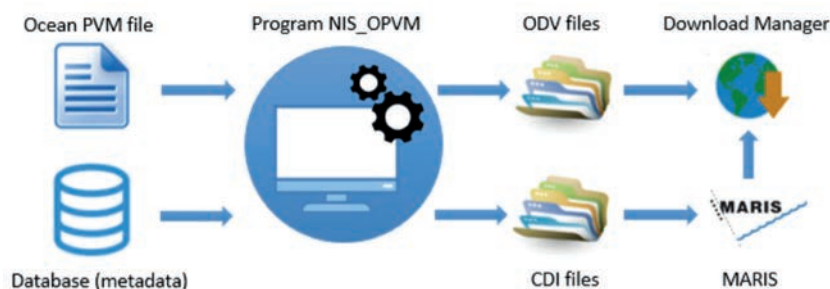 Ocean PVM file
Program NIS_OPVM
ODV files
Download Manager
MARIS
Database (metadata)
CDI files
MARIS